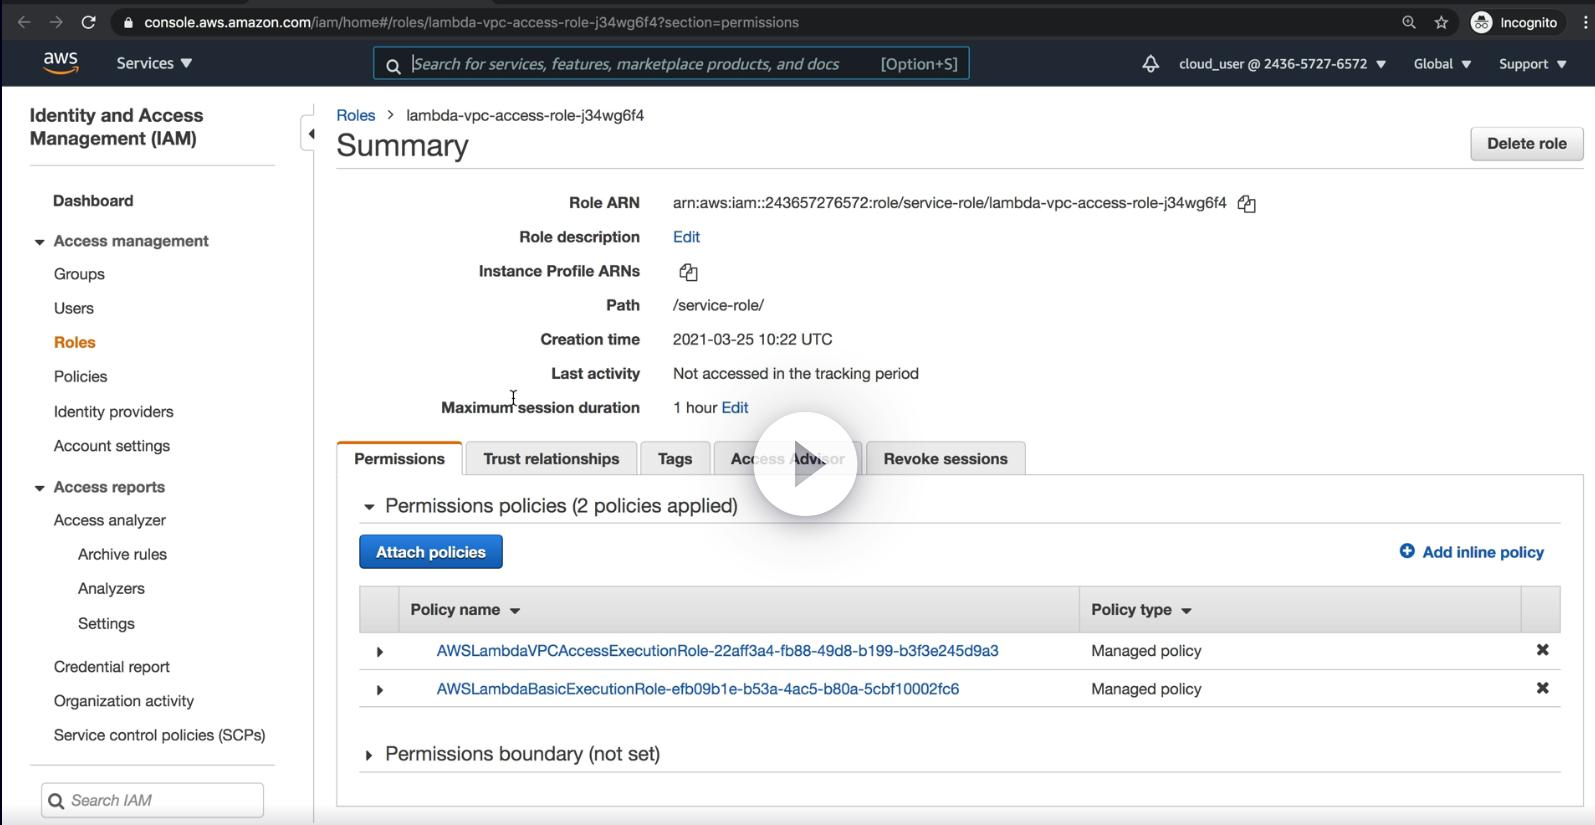 console.aws.amazon.com/iam/home#/roles/lambda-vpc-access-role-j34wg6f4?section=permissions
Incognito
aws
Services
Search for services, features, marketplace products, and docs
[Option+S]
cloud_user @ 2436-5727-6572
Global
Support
Identity and Access
Management (IAM)
Dashboard
Access management
Groups
Users
Roles
Policies
Identity providers
Account settings
Access reports
Access analyzer
Archive rules
Analyzers
Settings
Credential report
Organization activity
Service control policies (SCPs)
Search IAM
Roles > lambda-vpc-access-role-j34wg6f4
Summary
Delete role
Role ARN arn:aws:iam::243657276572:role/service-role/lambda-vpc-access-role-j34wg6f4
Role description Edit
Instance Profile ARNs
Path /service-role/
Creation time 2021-03-25 10:22 UTC
Last activity Not accessed in the tracking period
Maximum session duration 1 hour Edit
Permissions
Trust relationships
Tags
Access Advisor
Revoke sessions
Permissions policies (2 policies applied)
Attach policies
Add inline policy
Policy name Policy type
AWSLambdaVPCAccessExecutionRole-22aff3a4-fb88-49d8-b199-b3f3e245d9a3 Managed policy
AWSLambdaBasicExecutionRole-efb09b1e-b53a-4ac5-b80a-5cbf10002fc6 Managed policy
Permissions boundary (not set)